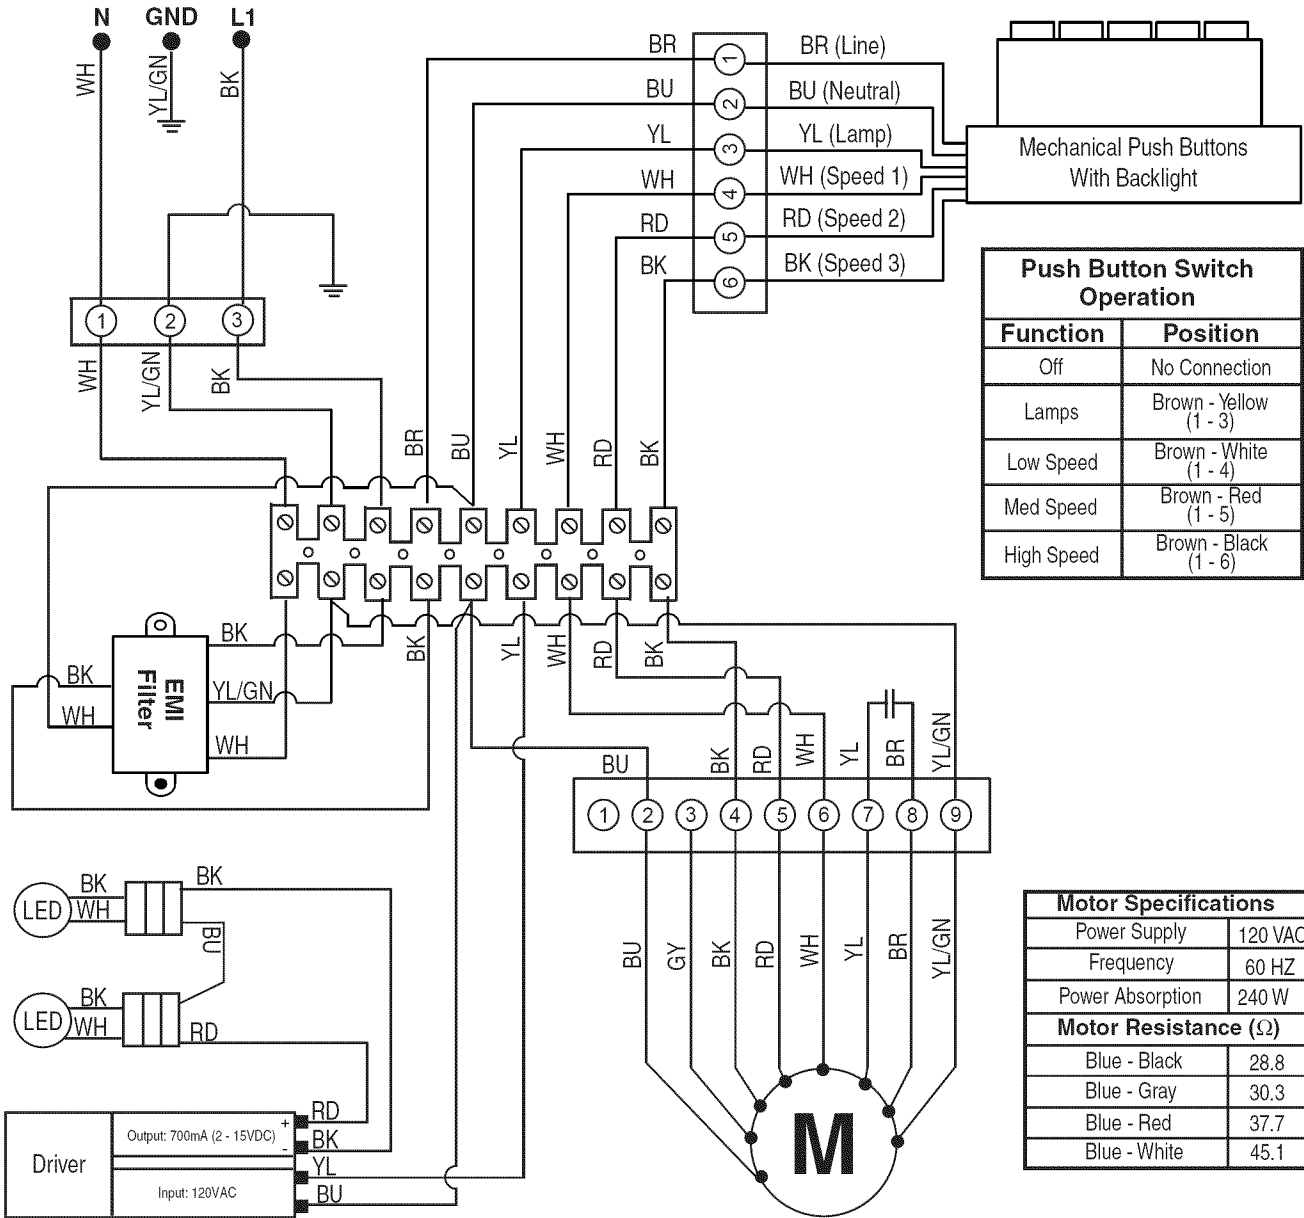 N GND L1
WH YL/GN BK
BR BR (Line)
BU BU (Neutral)
YL YL (Lamp)
WH WH (Speed 1)
RD RD (Speed 2)
BK BK (Speed 3)
1
2
3
4
5
6
Mechanical Push Buttons
With Backlight
Push Button Switch
Operation
Function Position
Off No Connection
Lamps Brown - Yellow
(1 - 3)
Low Speed Brown - White
(1 - 4)
Med Speed Brown - Red
(1 - 5)
High Speed Brown - Black
(1 - 6)
1 2 3
WH YL/GN BK
BR BU YL WH RD BK
BK
YL/GN
WH
BK
WH
EMI
Filter
BK YL WH RD BK
BU BK RD WH YL BR YL/GN
1 2 3 4 5 6 7 8 9
BU GY BK RD WH YL BR YL/GN
M
LED BK
WH
BK
BU
LED BK
WH
RD
Driver
Output: 700mA (2 - 15VDC)
+
-
Input: 120VAC
RD
BK
YL
BU
Motor Specifications
Power Supply 120 VAC
Frequency 60 HZ
Power Absorption 240 W
Motor Resistance (Ω)
Blue - Black 28.8
Blue - Gray 30.3
Blue - Red 37.7
Blue - White 45.1